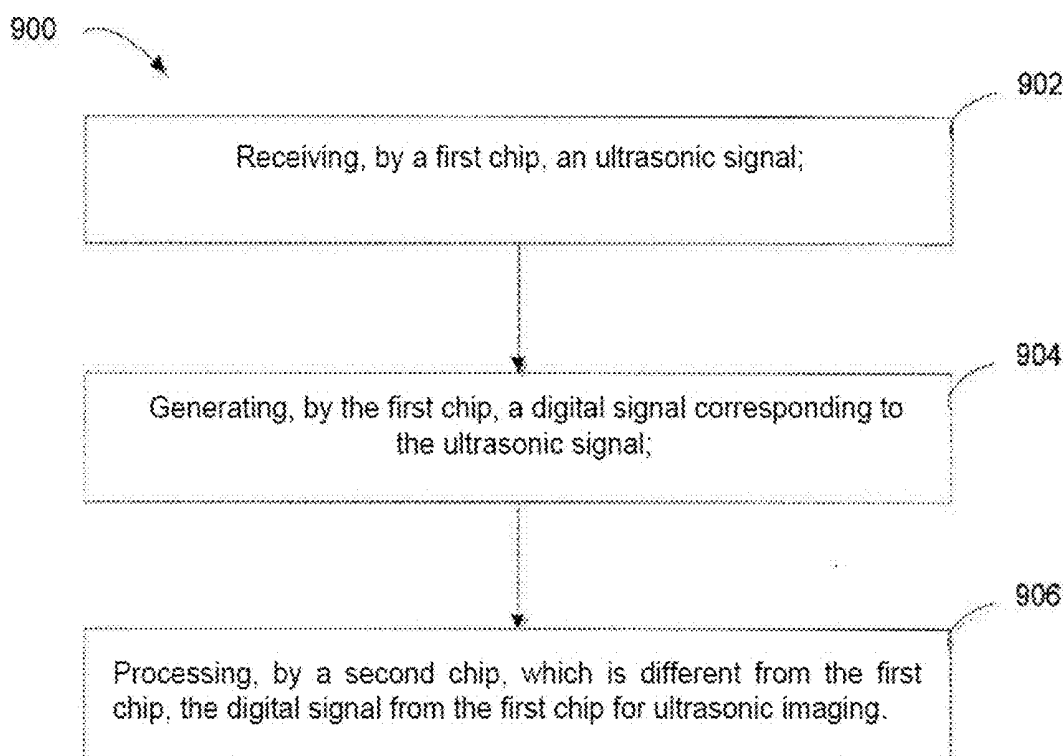 900
902
Receiving, by a first chip, an ultrasonic signal;
904
Generating, by the first chip, a digital signal corresponding to
the ultrasonic signal;
906
Processing, by a second chip, which is different from the first
chip, the digital signal from the first chip for ultrasonic imaging.